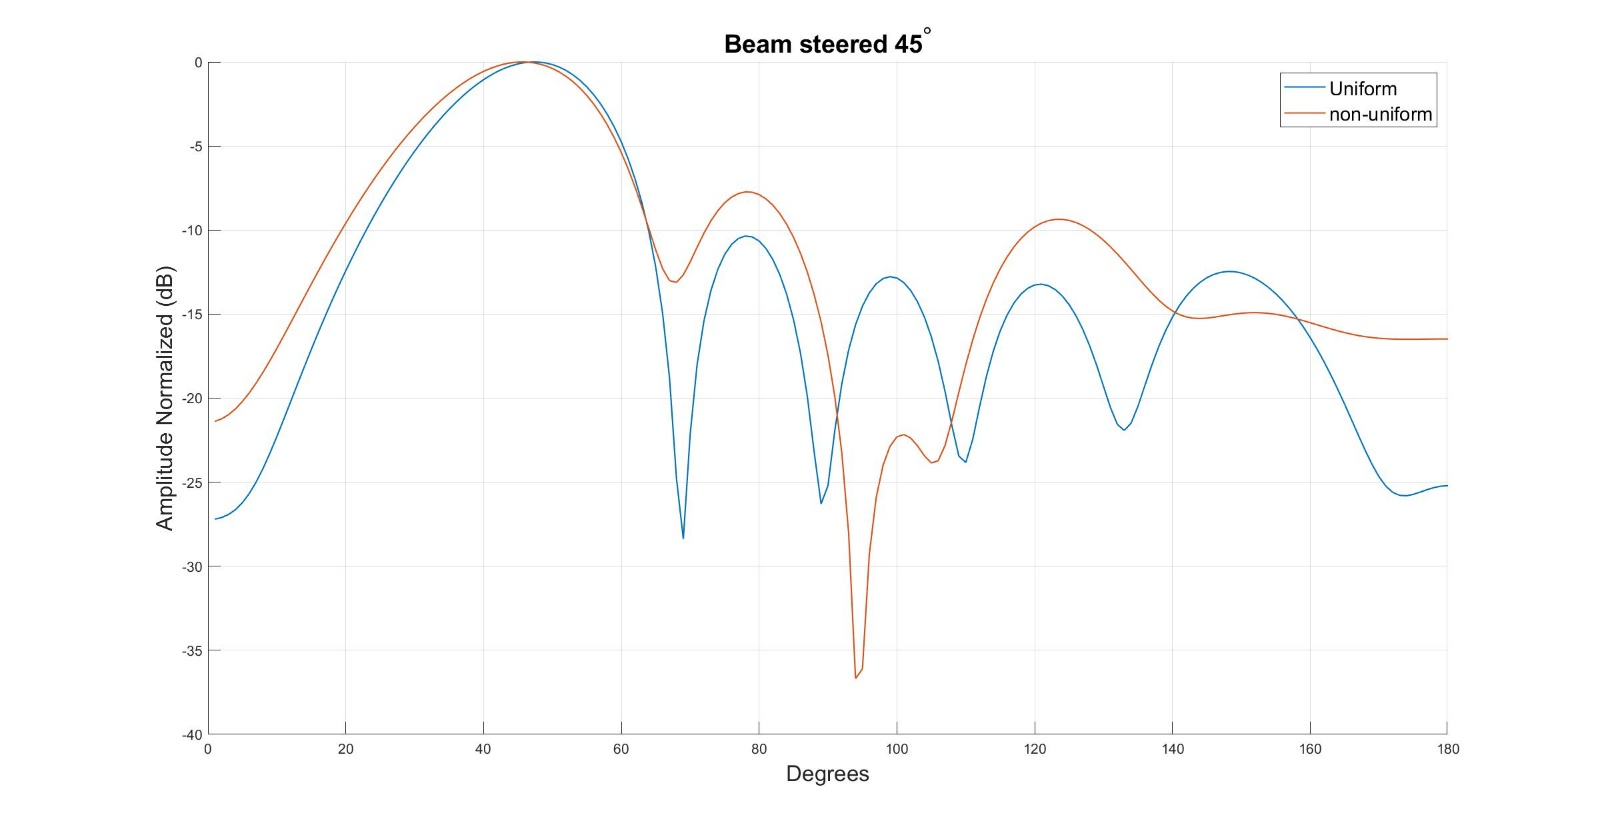 Beam steered 45°
Uniform
non-uniform
Amplitude Normalized (dB)
0
-5
-10
-15
-20
-25
-30
-35
-40
0 20 40 60 80 100 120 140 160 180
Degrees